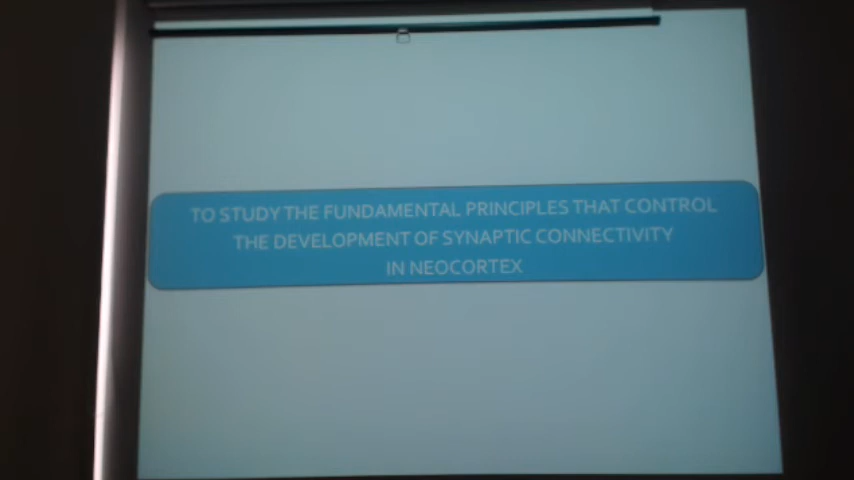 TO STUDY THE FUNDAMENTAL PRINCIPLES THAT CONTROL
THE DEVELOPMENT OF SYNAPTIC CONNECTIVITY
IN NEOCORTEX